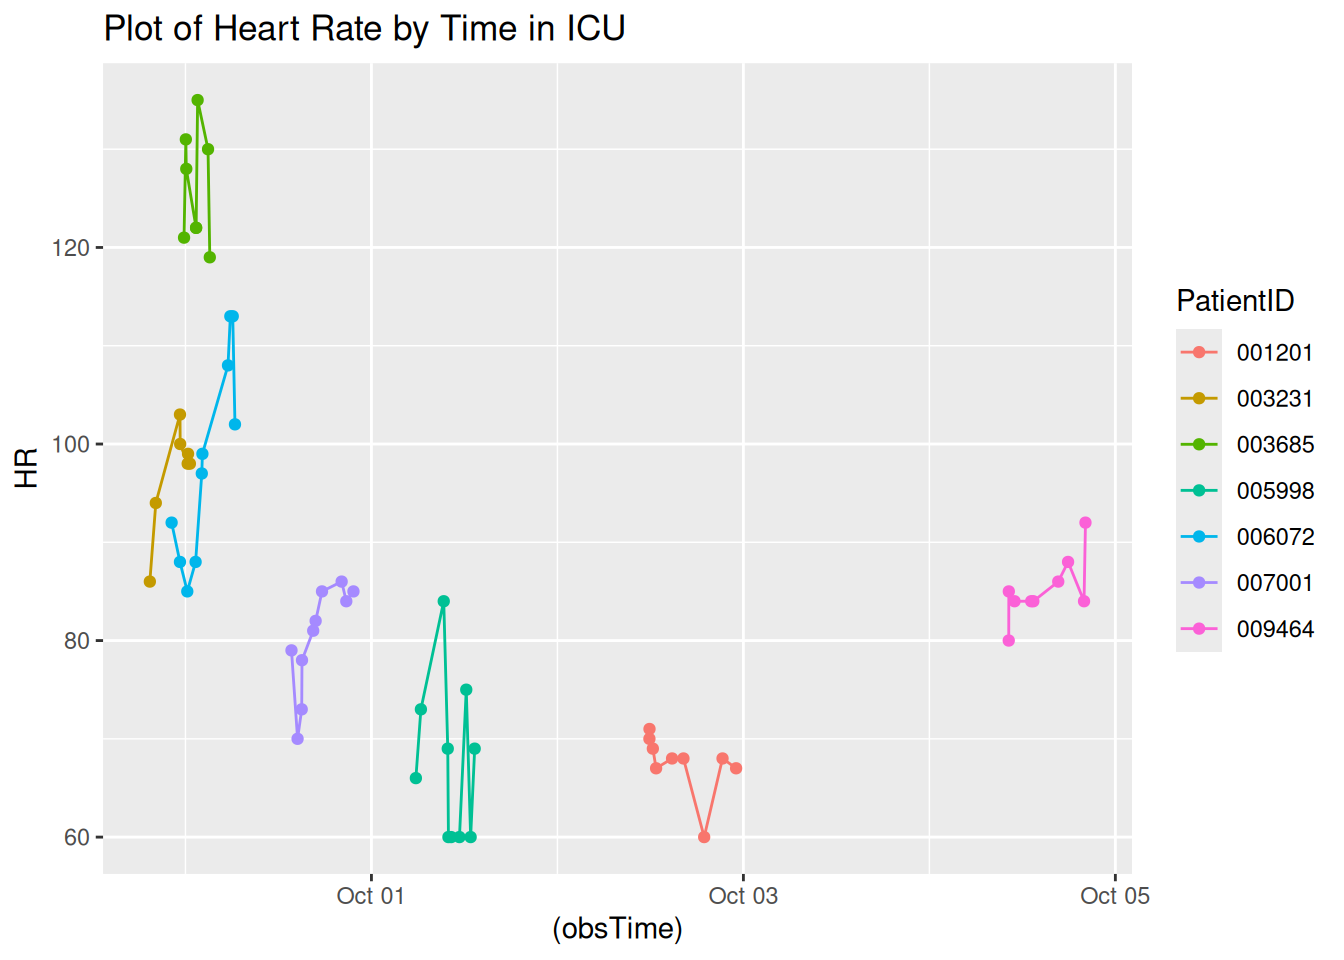 Plot of Heart Rate by Time in ICU
HR
120
100
80
60
Oct 01
Oct 03
Oct 05
(obsTime)
PatientID
001201
003231
003685
005998
006072
007001
009464